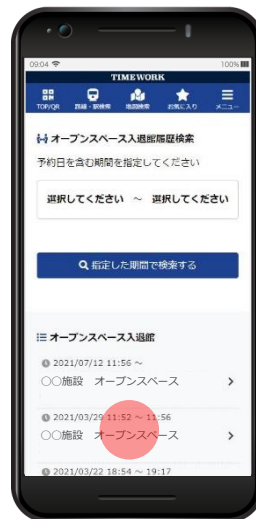 09:04 100%
TIMEWORK
TOP/QR 路線・駅検索 地図検索 お気に入り メニュー
オープンスペース入退館履歴検索
予約日を含む期間を指定してください
選択してください ～ 選択してください
指定した期間で検索する
オープンスペース入退館
2021/07/12 11:56 ～
〇〇施設 オープンスペース
2021/03/29 11:52 ～ 11:56
〇〇施設 オープンスペース
2021/03/22 18:54 ～ 19:17